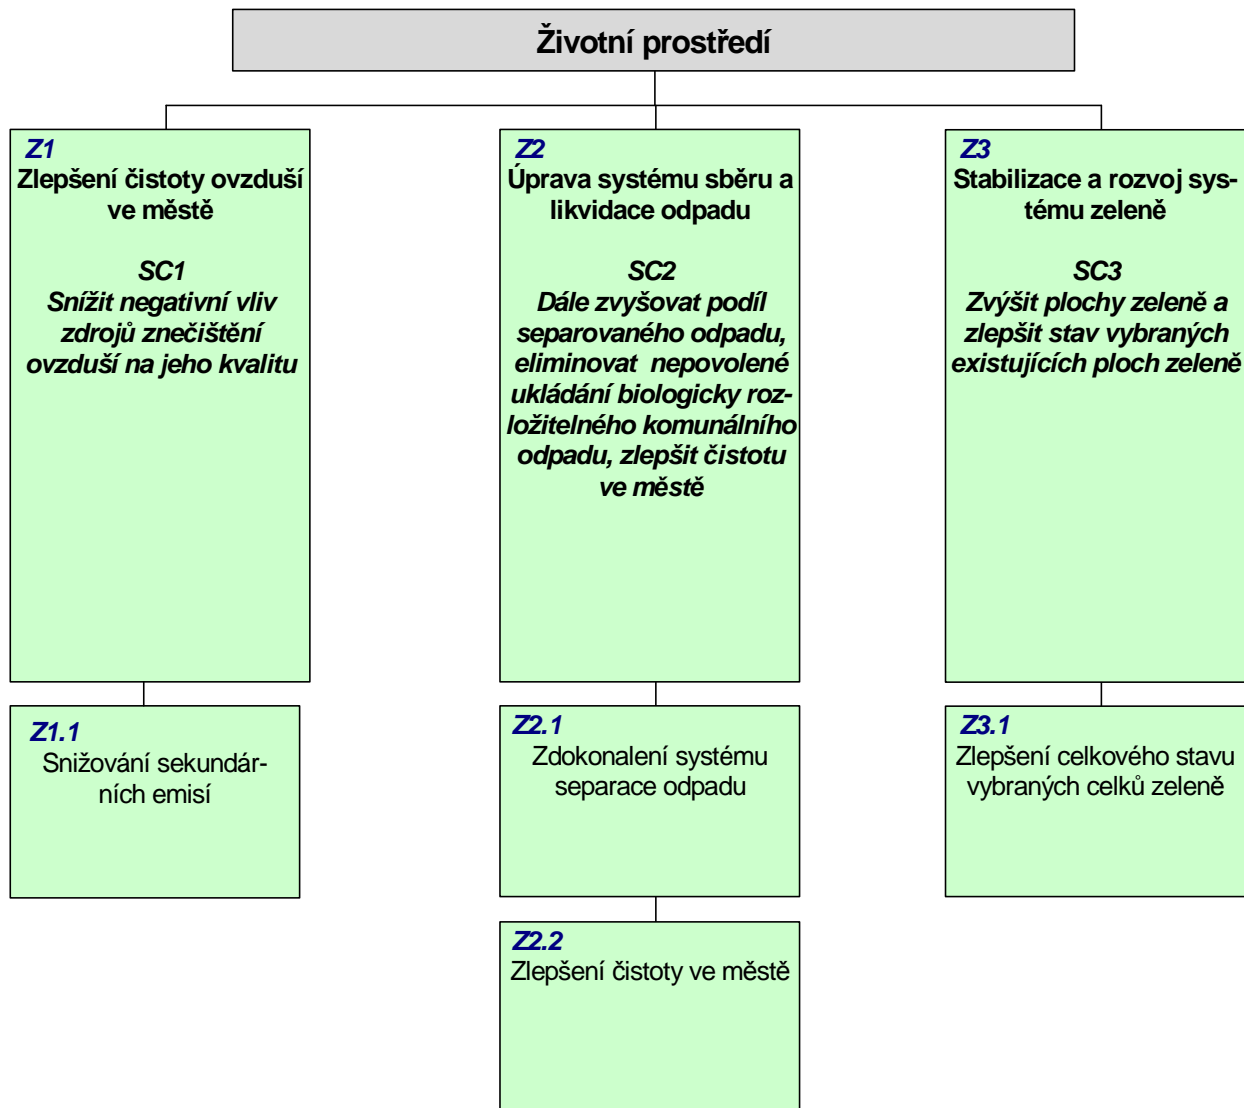 Životní prostředí
Z1
Zlepšení čistoty ovzduší
ve městě
SC1
Snížit negativní vliv
zdrojů znečištění
ovzduší na jeho kvalitu
Z2
Úprava systému sběru a
likvidace odpadu
SC2
Dále zvyšovat podíl
separovaného odpadu,
eliminovat nepovolené
ukládání biologicky roz-
ložitelného komunálního
odpadu, zlepšit čistotu
ve městě
Z3
Stabilizace a rozvoj sys-
tému zeleně
SC3
Zvýšit plochy zeleně a
zlepšit stav vybraných
existujících ploch zeleně
Z1.1
Snižování sekundár-
ních emisí
Z2.1
Zdokonalení systému
separace odpadu
Z3.1
Zlepšení celkového stavu
vybraných celků zeleně
Z2.2
Zlepšení čistoty ve městě